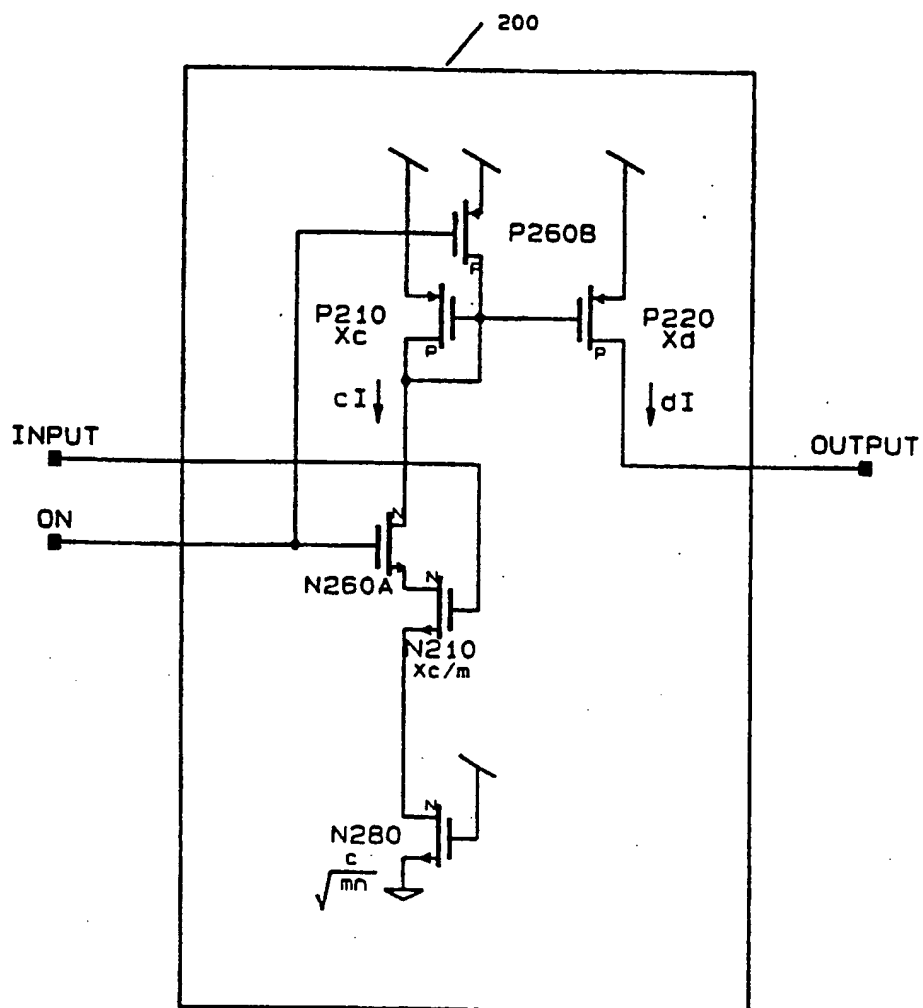 200
P260B
P
P210
Xc
P
P220
Xd
P
cI
dI
INPUT
OUTPUT
ON
N
N260A
N
N210
Xc/m
N
N280
√c/mn